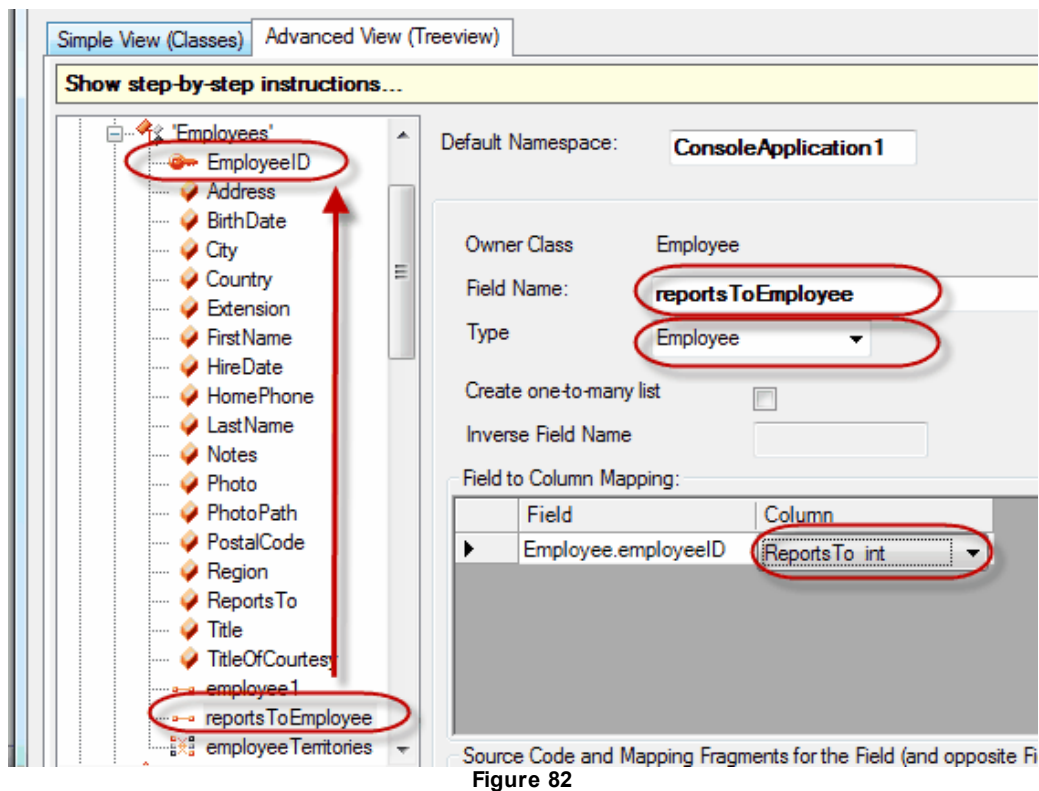 Simple View (Classes) Advanced View (Treeview)
Show step-by-step instructions...
'Employees'
EmployeeID
Address
BirthDate
City
Country
Extension
FirstName
HireDate
HomePhone
LastName
Notes
Photo
PhotoPath
PostalCode
Region
ReportsTo
Title
TitleOfCourtesy
employee1
reportsToEmployee
employeeTerritories
Default Namespace: ConsoleApplication1
Owner Class Employee
Field Name: reportsToEmployee
Type Employee
Create one-to-many list
Inverse Field Name
Field to Column Mapping:
Field Column
Employee.employeeID ReportsTo int
Source Code and Mapping Fragments for the Field (and opposite Fi
Figure 82